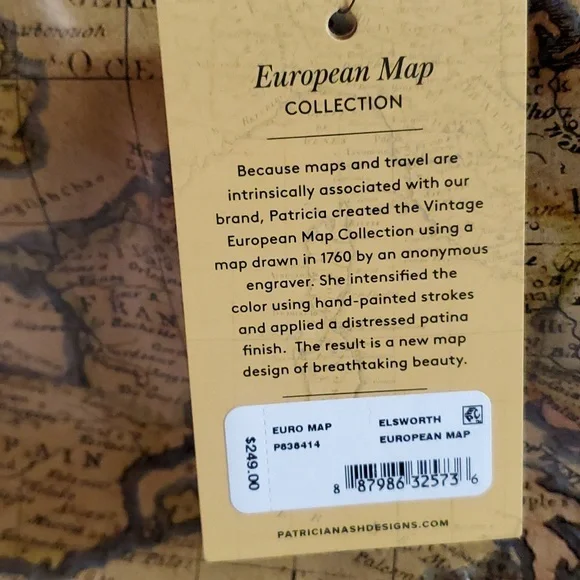 European Map
COLLECTION
Because maps and travel are
intrinsically associated with our
brand, Patricia created the Vintage
European Map Collection using a
map drawn in 1760 by an anonymous
engraver. She intensified the
color using hand-painted strokes
and applied a distressed patina
finish. The result is a new map
design of breathtaking beauty.
$249.00
EURO MAP
P838414
ELSWORTH
EUROPEAN MAP
8 87986 32573 6
PATRICIANASHDESIGNS.COM